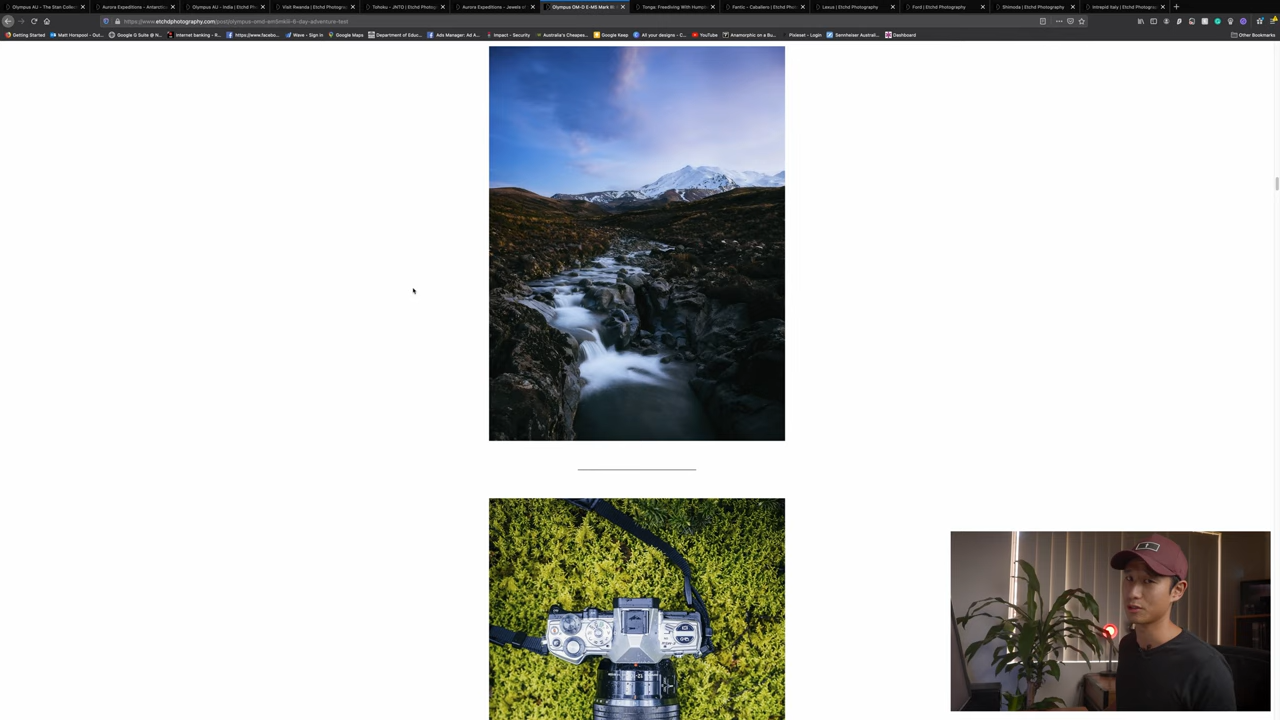 Olympus AU - The Stan Collec
Aurora Expeditions - Antarctic
Olympus AU - India | Etchd Ph
Visit Rwanda | Etchd Photogra
Tohoku - JNTO | Etchd Photog
Aurora Expeditions - Jewels of
Olympus OM-D E-M5 Mark III
Tonga: Freediving With Hump
Fantic - Caballero | Etchd Pho
Lexus | Etchd Photography
Ford | Etchd Photography
Shimoda | Etchd Photography
Intrepid Italy | Etchd Photogra
https://www.etchdphotography.com/post/olympus-omd-em5mkiii-8-day-adventure-test
Getting Started
Matt Horspool - Out...
Google G Suite @ N...
Internet banking - R...
https://www.facebo...
Wave - Sign in
Google Maps
Department of Educ...
Ads Manager: Ad A...
Impact - Security
Australia's Cheapes...
Google Keep
All your designs - C...
YouTube
Anamorphic on a Bu...
Pixieset - Login
Sennheiser Australi...
Dashboard
Other Bookmarks